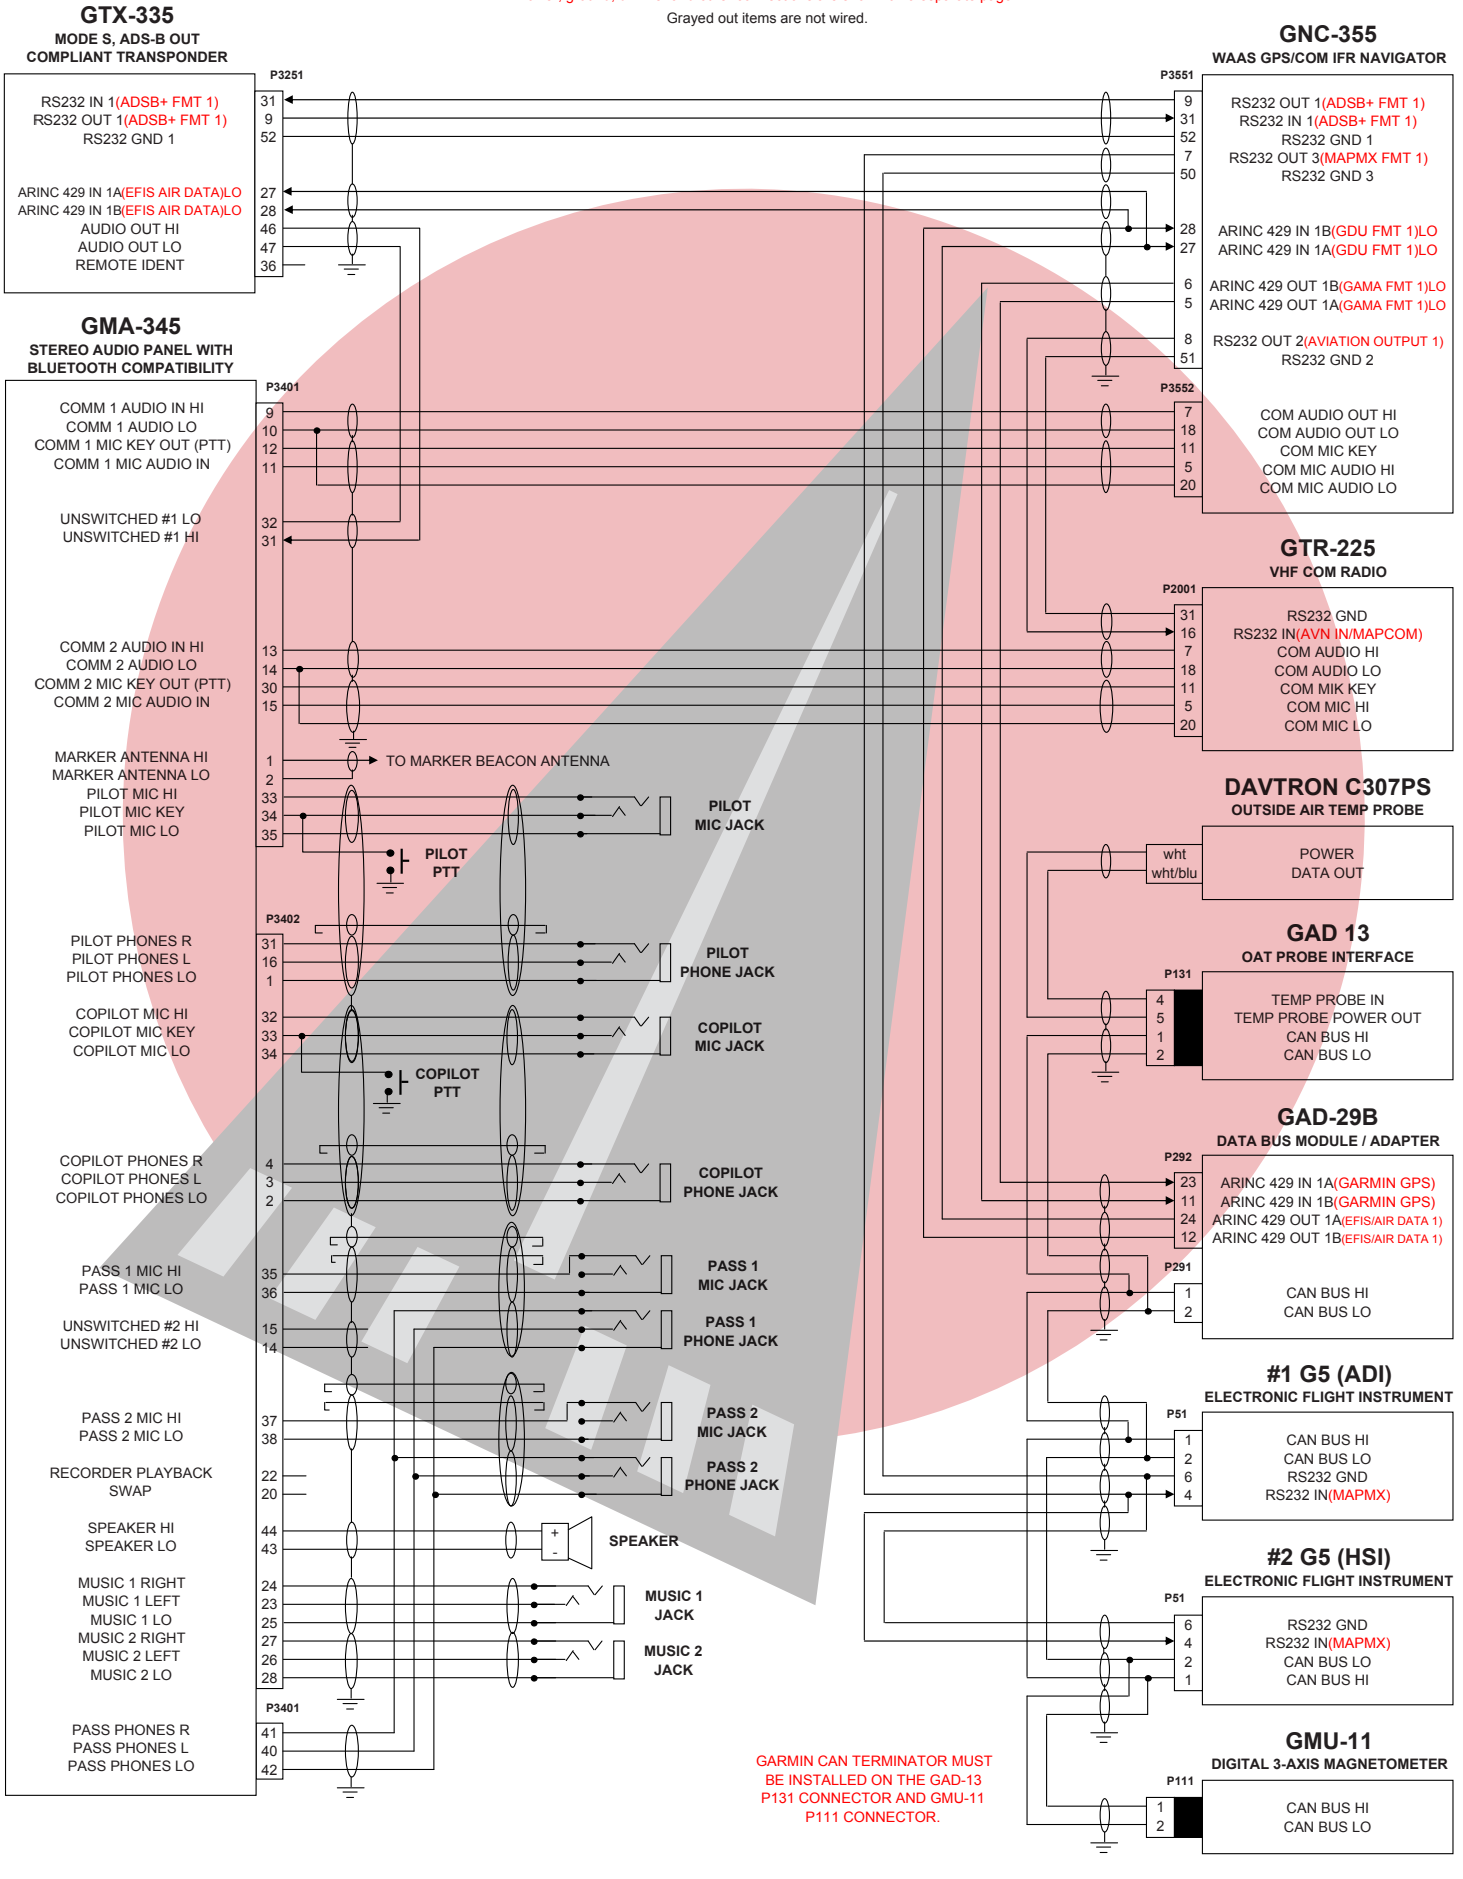 Grayed out items are not wired.
GTX-335
MODE S, ADS-B OUT
COMPLIANT TRANSPONDER
P3251
RS232 IN 1(ADSB+ FMT 1) 31
RS232 OUT 1(ADSB+ FMT 1) 9
RS232 GND 1 52
ARINC 429 IN 1A(EFIS AIR DATA)LO 27
ARINC 429 IN 1B(EFIS AIR DATA)LO 28
AUDIO OUT HI 46
AUDIO OUT LO 47
REMOTE IDENT 36
GMA-345
STEREO AUDIO PANEL WITH
BLUETOOTH COMPATIBILITY
P3401
COMM 1 AUDIO IN HI 9
COMM 1 AUDIO LO 10
COMM 1 MIC KEY OUT (PTT) 12
COMM 1 MIC AUDIO IN 11
UNSWITCHED #1 LO 32
UNSWITCHED #1 HI 31
COMM 2 AUDIO IN HI 13
COMM 2 AUDIO LO 14
COMM 2 MIC KEY OUT (PTT) 30
COMM 2 MIC AUDIO IN 15
MARKER ANTENNA HI 1 TO MARKER BEACON ANTENNA
MARKER ANTENNA LO 2
PILOT MIC HI 33
PILOT MIC KEY 34
PILOT MIC LO 35
PILOT
MIC JACK
PILOT
PTT
P3402
PILOT PHONES R 31
PILOT PHONES L 16
PILOT PHONES LO 1
PILOT
PHONE JACK
COPILOT MIC HI 32
COPILOT MIC KEY 33
COPILOT MIC LO 34
COPILOT
MIC JACK
COPILOT
PTT
COPILOT PHONES R 4
COPILOT PHONES L 3
COPILOT PHONES LO 2
COPILOT
PHONE JACK
PASS 1 MIC HI 35
PASS 1 MIC LO 36
PASS 1
MIC JACK
UNSWITCHED #2 HI 15
UNSWITCHED #2 LO 14
PASS 1
PHONE JACK
PASS 2 MIC HI 37
PASS 2 MIC LO 38
PASS 2
MIC JACK
RECORDER PLAYBACK 22
SWAP 20
PASS 2
PHONE JACK
SPEAKER HI 44
SPEAKER LO 43
+
-
SPEAKER
MUSIC 1 RIGHT 24
MUSIC 1 LEFT 23
MUSIC 1 LO 25
MUSIC 2 RIGHT 27
MUSIC 2 LEFT 26
MUSIC 2 LO 28
MUSIC 1
JACK
MUSIC 2
JACK
P3401
PASS PHONES R 41
PASS PHONES L 40
PASS PHONES LO 42
GARMIN CAN TERMINATOR MUST
BE INSTALLED ON THE GAD-13
P131 CONNECTOR AND GMU-11
P111 CONNECTOR.
GNC-355
WAAS GPS/COM IFR NAVIGATOR
P3551
9 RS232 OUT 1(ADSB+ FMT 1)
31 RS232 IN 1(ADSB+ FMT 1)
52 RS232 GND 1
7 RS232 OUT 3(MAPMX FMT 1)
50 RS232 GND 3
28 ARINC 429 IN 1B(GDU FMT 1)LO
27 ARINC 429 IN 1A(GDU FMT 1)LO
6 ARINC 429 OUT 1B(GAMA FMT 1)LO
5 ARINC 429 OUT 1A(GAMA FMT 1)LO
8 RS232 OUT 2(AVIATION OUTPUT 1)
51 RS232 GND 2
P3552
7 COM AUDIO OUT HI
18 COM AUDIO OUT LO
11 COM MIC KEY
5 COM MIC AUDIO HI
20 COM MIC AUDIO LO
GTR-225
VHF COM RADIO
P2001
31 RS232 GND
16 RS232 IN(AVN IN/MAPCOM)
7 COM AUDIO HI
18 COM AUDIO LO
11 COM MIK KEY
5 COM MIC HI
20 COM MIC LO
DAVTRON C307PS
OUTSIDE AIR TEMP PROBE
wht POWER
wht/blu DATA OUT
GAD 13
OAT PROBE INTERFACE
P131
4 TEMP PROBE IN
5 TEMP PROBE POWER OUT
1 CAN BUS HI
2 CAN BUS LO
GAD-29B
DATA BUS MODULE / ADAPTER
P292
23 ARINC 429 IN 1A(GARMIN GPS)
11 ARINC 429 IN 1B(GARMIN GPS)
24 ARINC 429 OUT 1A(EFIS/AIR DATA 1)
12 ARINC 429 OUT 1B(EFIS/AIR DATA 1)
P291
1 CAN BUS HI
2 CAN BUS LO
#1 G5 (ADI)
ELECTRONIC FLIGHT INSTRUMENT
P51
1 CAN BUS HI
2 CAN BUS LO
6 RS232 GND
4 RS232 IN(MAPMX)
#2 G5 (HSI)
ELECTRONIC FLIGHT INSTRUMENT
P51
6 RS232 GND
4 RS232 IN(MAPMX)
2 CAN BUS LO
1 CAN BUS HI
GMU-11
DIGITAL 3-AXIS MAGNETOMETER
P111
1 CAN BUS HI
2 CAN BUS LO